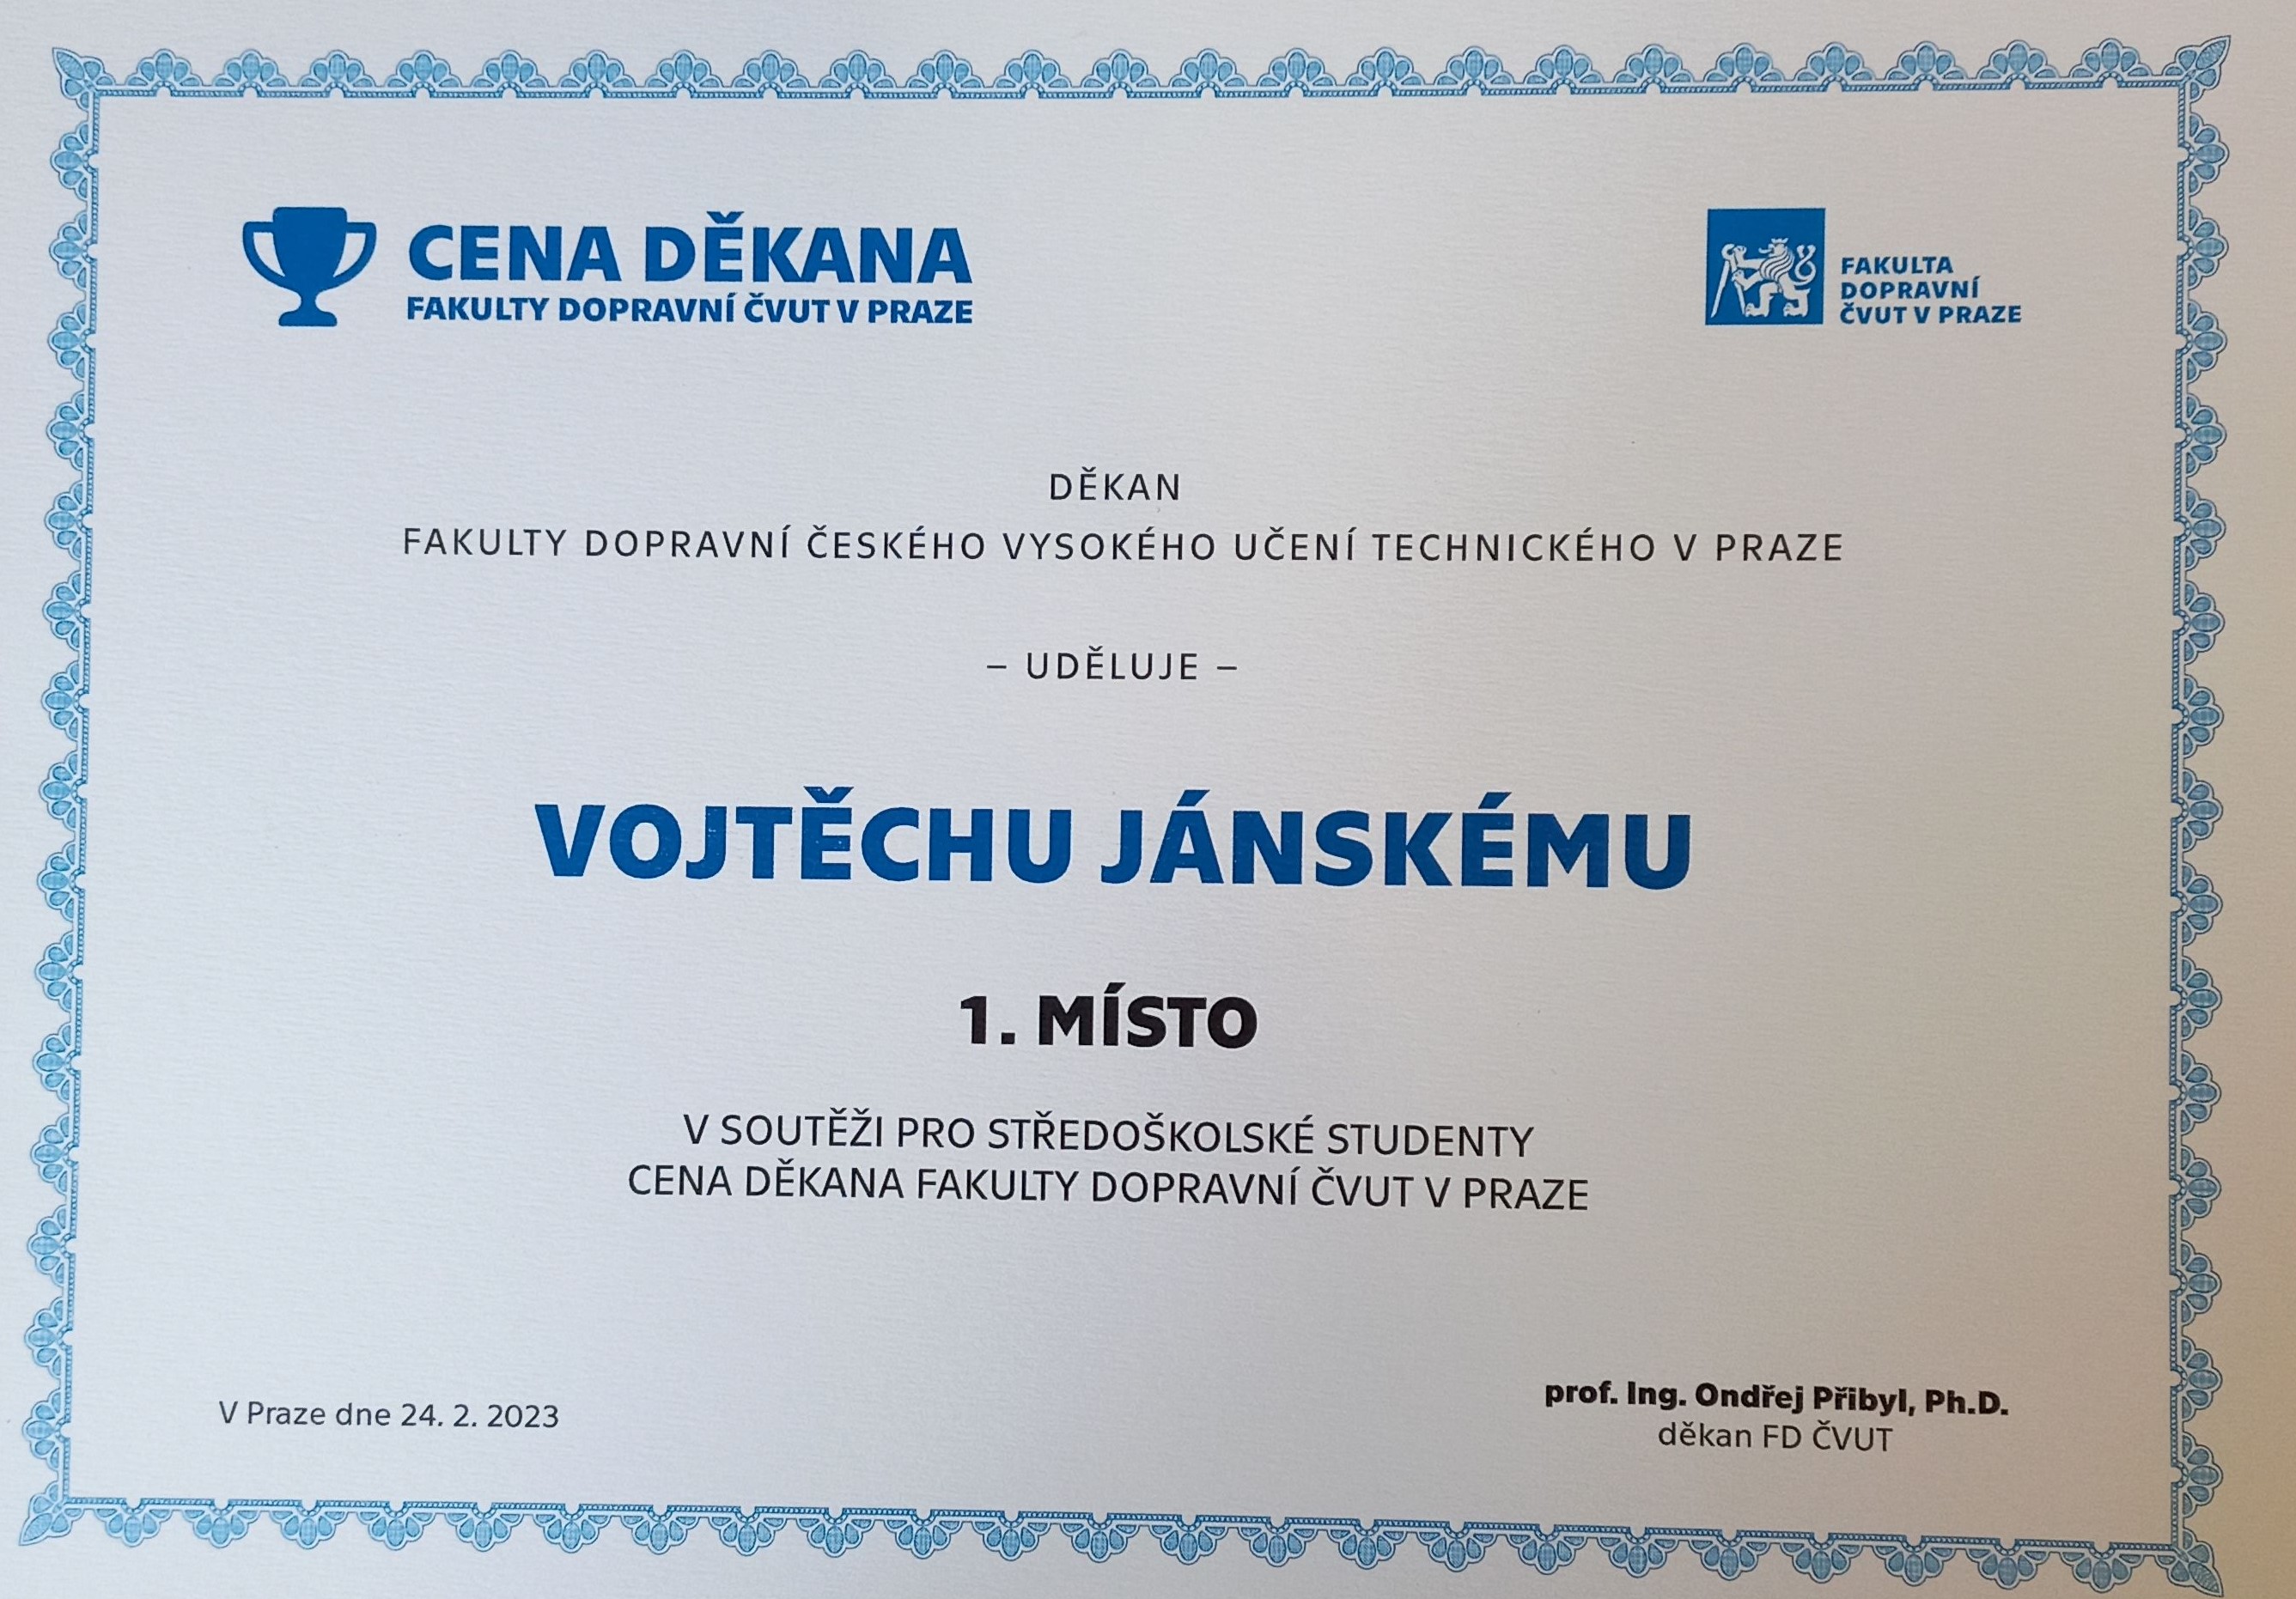 CENA DĚKANA
FAKULTY DOPRAVNÍ ČVUT V PRAZE
FAKULTA
DOPRAVNÍ
ČVUT V PRAZE
DĚKAN
FAKULTY DOPRAVNÍ ČESKÉHO VYSOKÉHO UČENÍ TECHNICKÉHO V PRAZE
– UDĚLUJE –
VOJTĚCHU JÁNSKÉMU
1. MÍSTO
V SOUTĚŽI PRO STŘEDOŠKOLSKÉ STUDENTY
CENA DĚKANA FAKULTY DOPRAVNÍ ČVUT V PRAZE
V Praze dne 24. 2. 2023
prof. Ing. Ondřej Přibyl, Ph.D.
děkan FD ČVUT